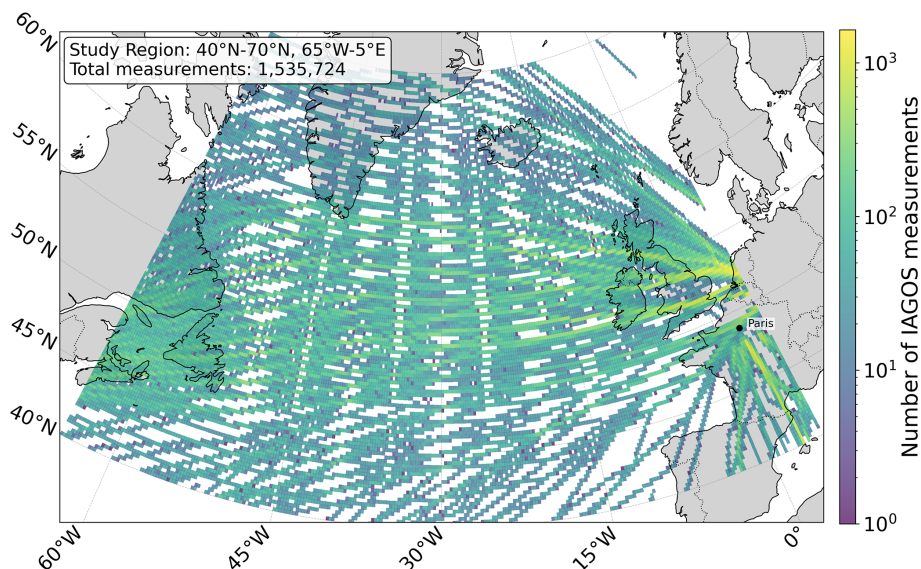 Study Region: 40°N-70°N, 65°W-5°E
Total measurements: 1,535,724
60°N
55°N
50°N
45°N
40°N
60°W
45°W
30°W
15°W
0°
Paris
10³
10²
10¹
10⁰
Number of IAGOS measurements